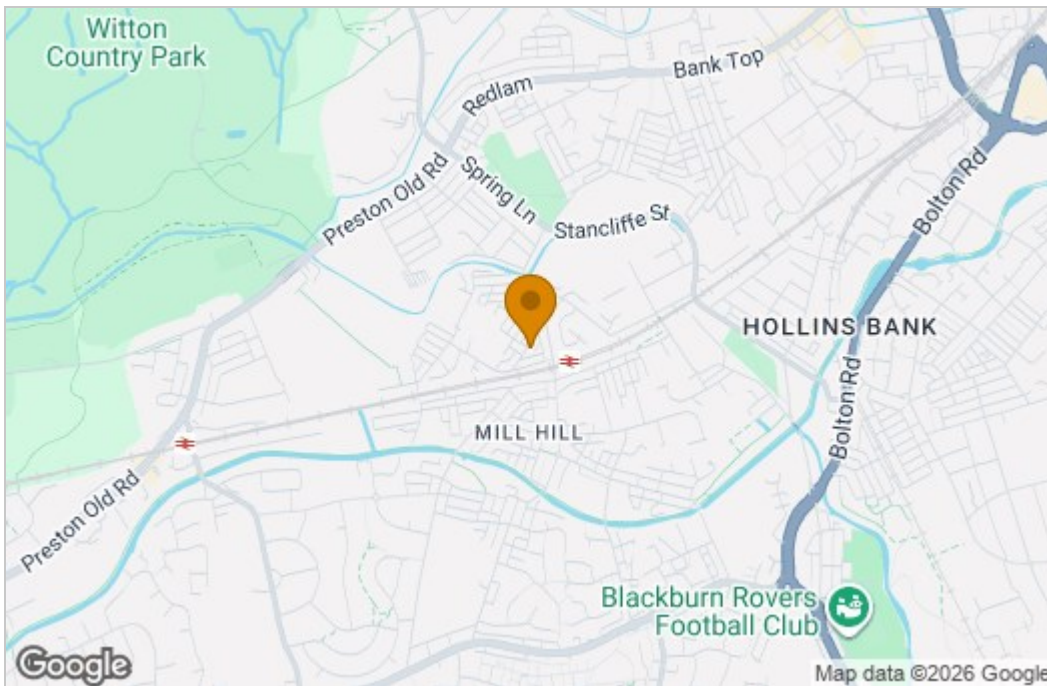 Witton
Country Park
Bank Top
Redlam
Preston Old Rd
Spring Ln
Stancliffe St
Bolton Rd
HOLLINS BANK
Bolton Rd
MILL HILL
Preston Old Rd
Blackburn Rovers
Football Club
Google
Map data ©2026 Google